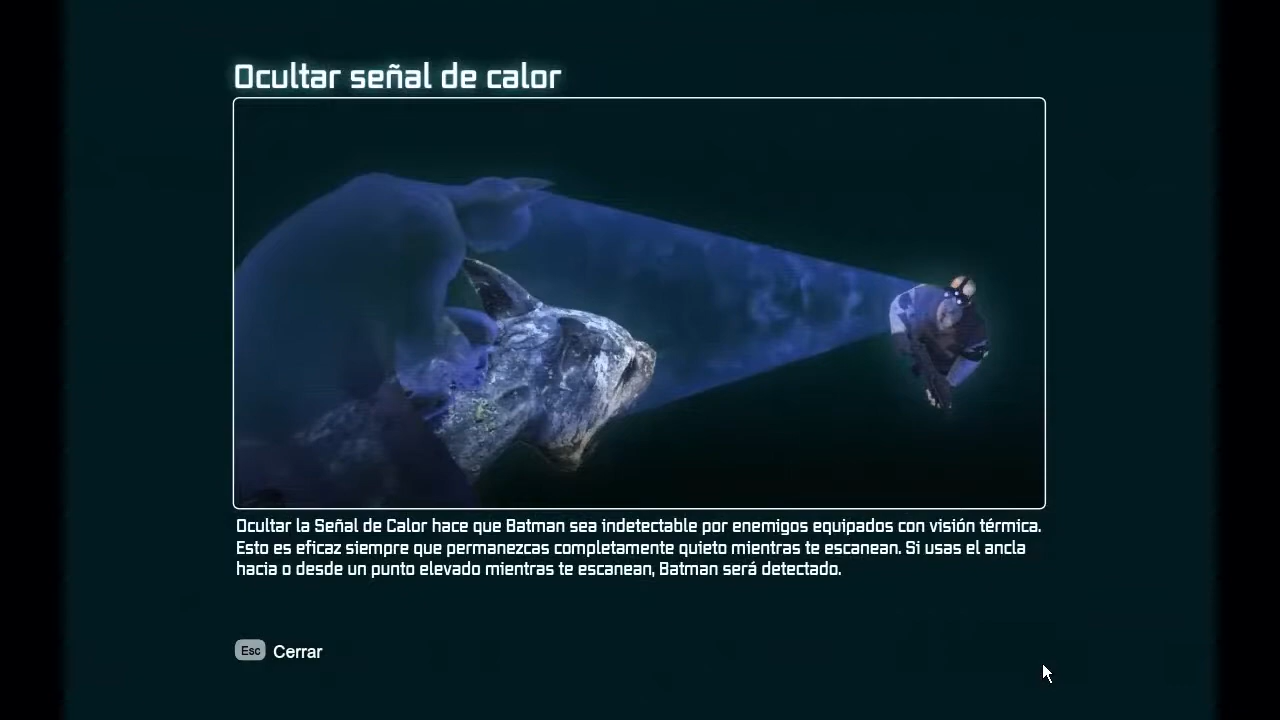 Ocultar señal de calor
Ocultar la Señal de Calor hace que Batman sea indetectable por enemigos equipados con visión térmica.
Esto es eficaz siempre que permanezcas completamente quieto mientras te escanean. Si usas el ancla
hacia o desde un punto elevado mientras te escanean, Batman será detectado.
Esc Cerrar